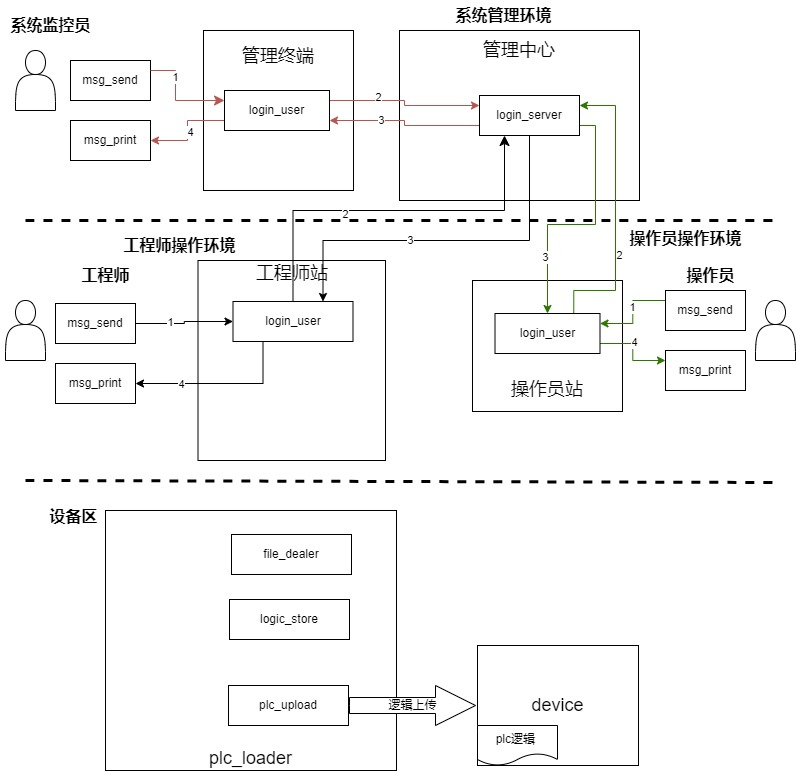 系统管理环境
系统监控员
管理终端
管理中心
msg_send
1
login_user
2
login_server
3
msg_print
4
2
工程师操作环境
3
操作员操作环境
3
2
工程师
工程师站
操作员
msg_send
1
login_user
login_user
1
msg_send
msg_print
4
4
msg_print
操作员站
设备区
file_dealer
logic_store
plc_upload
逻辑上传
device
plc逻辑
plc_loader